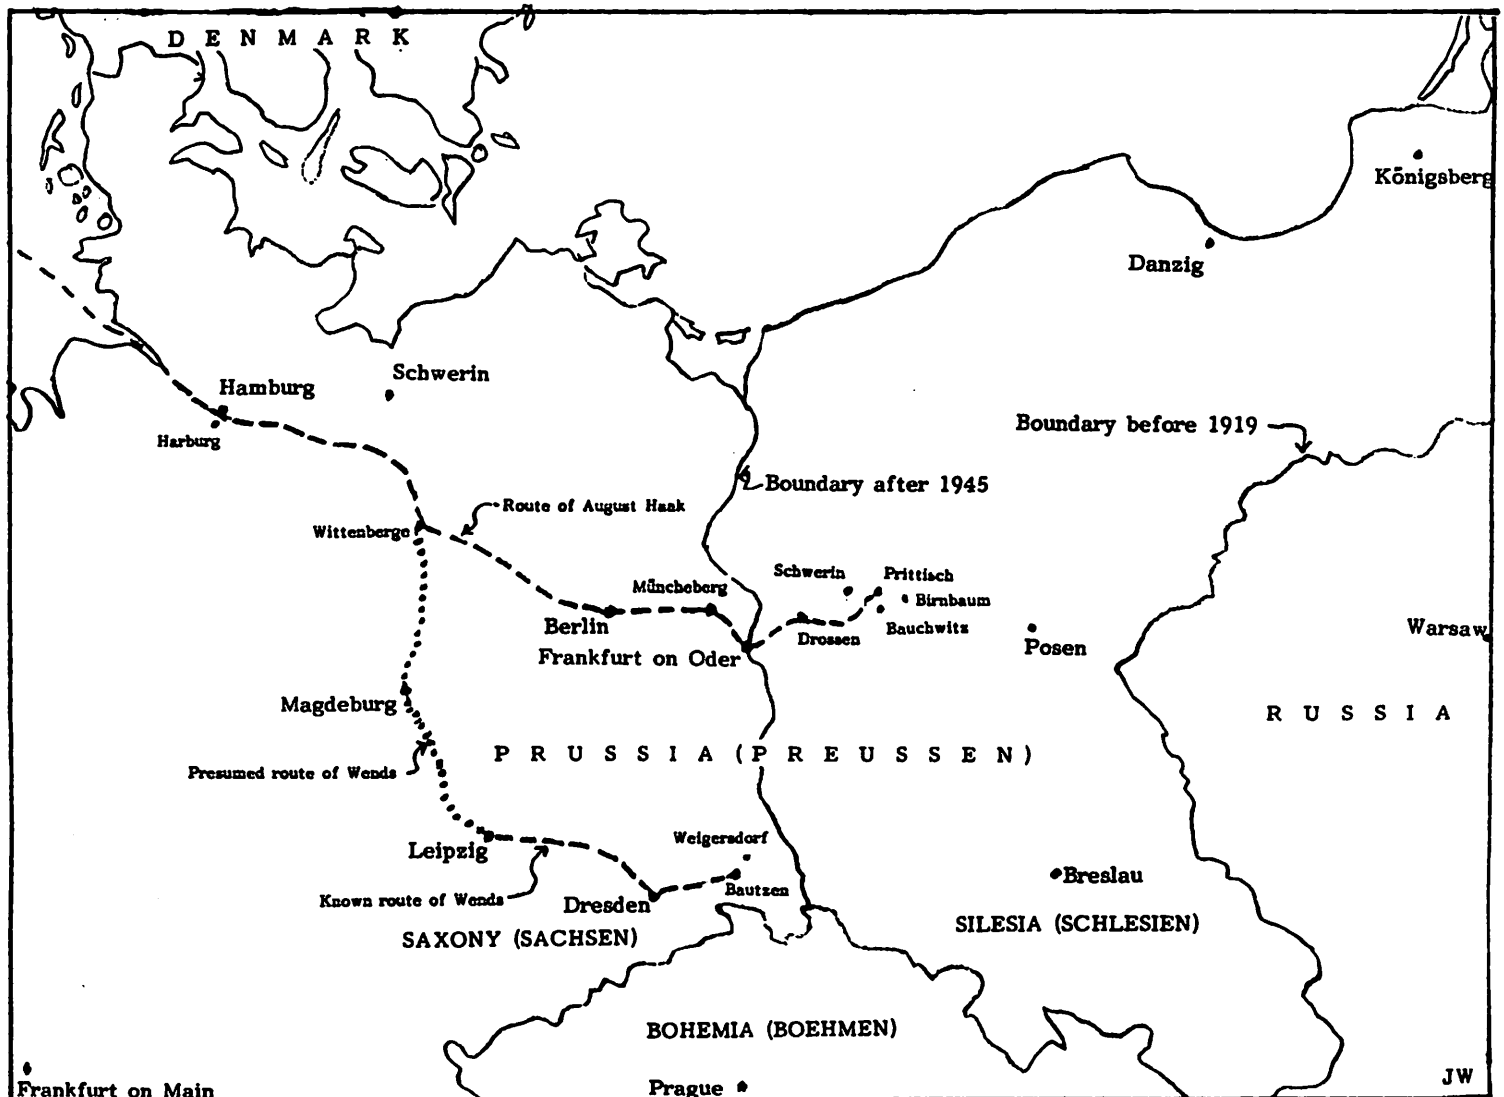 DENMARK
Königsberg
Danzig
Schwerin
Hamburg
Harburg
Boundary before 1919
Boundary after 1945
Route of August Haak
Wittenberge
Schwerin
Prittisch
Müncheberg
Birnbaum
Berlin
Drossen
Bauchwitz
Posen
Warsaw
Frankfurt on Oder
Magdeburg
RUSSIA
PRUSSIA (PREUSSEN)
Presumed route of Wends
Weigersdorf
Leipzig
Breslau
Known route of Wends
Dresden
Bautzen
SAXONY (SACHSEN)
SILESIA (SCHLESIEN)
BOHEMIA (BOEHMEN)
Prague
Frankfurt on Main
JW